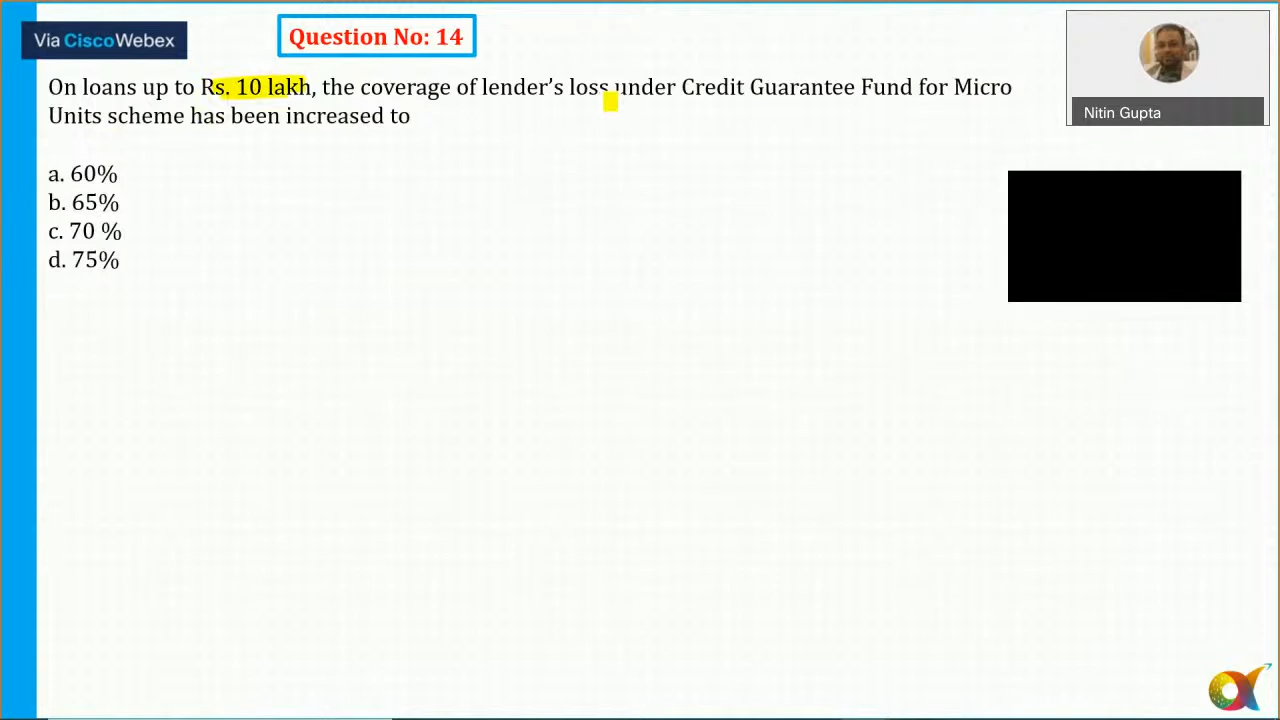 Via CiscoWebex
Question No: 14
On loans up to Rs. 10 lakh, the coverage of lender’s loss under Credit Guarantee Fund for Micro
Units scheme has been increased to
a. 60%
b. 65%
c. 70 %
d. 75%
Nitin Gupta